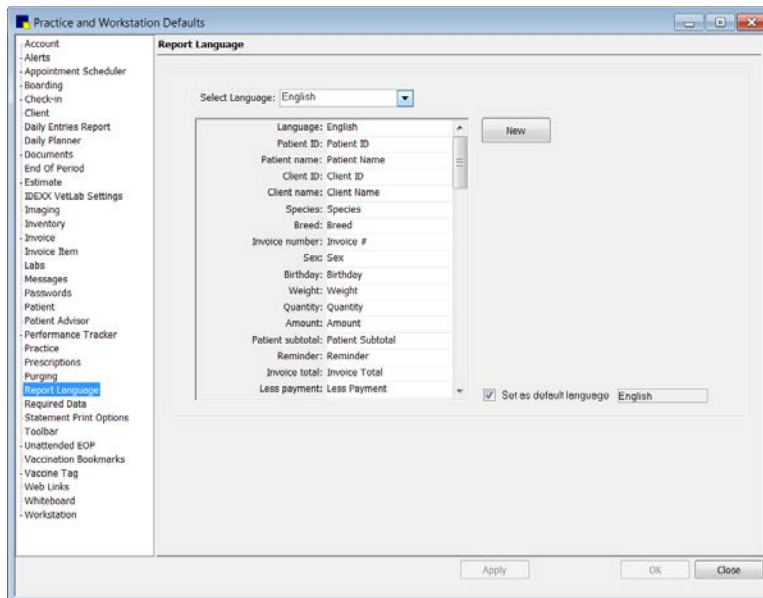 Practice and Workstation Defaults
Account
Alerts
Appointment Scheduler
Boarding
Check-in
Client
Daily Entries Report
Daily Planner
Documents
End Of Period
Estimate
IDEXX VetLab Settings
Imaging
Inventory
Invoice
Invoice Item
Labs
Messages
Passwords
Patient
Patient Advisor
Performance Tracker
Practice
Prescriptions
Purging
Report Language
Required Data
Statement Print Options
Toolbar
Unattended EOP
Vaccination Bookmarks
Vaccine Tag
Web Links
Whiteboard
Workstation
Report Language
Select Language: English
Language: English
Patient ID: Patient ID
Patient name: Patient Name
Client ID: Client ID
Client name: Client Name
Species: Species
Breed: Breed
Invoice number: Invoice #
Sex: Sex
Birthday: Birthday
Weight: Weight
Quantity: Quantity
Amount: Amount
Patient subtotal: Patient Subtotal
Reminder: Reminder
Invoice total: Invoice Total
Less payment: Less Payment
New
Set as default language English
Apply OK Close